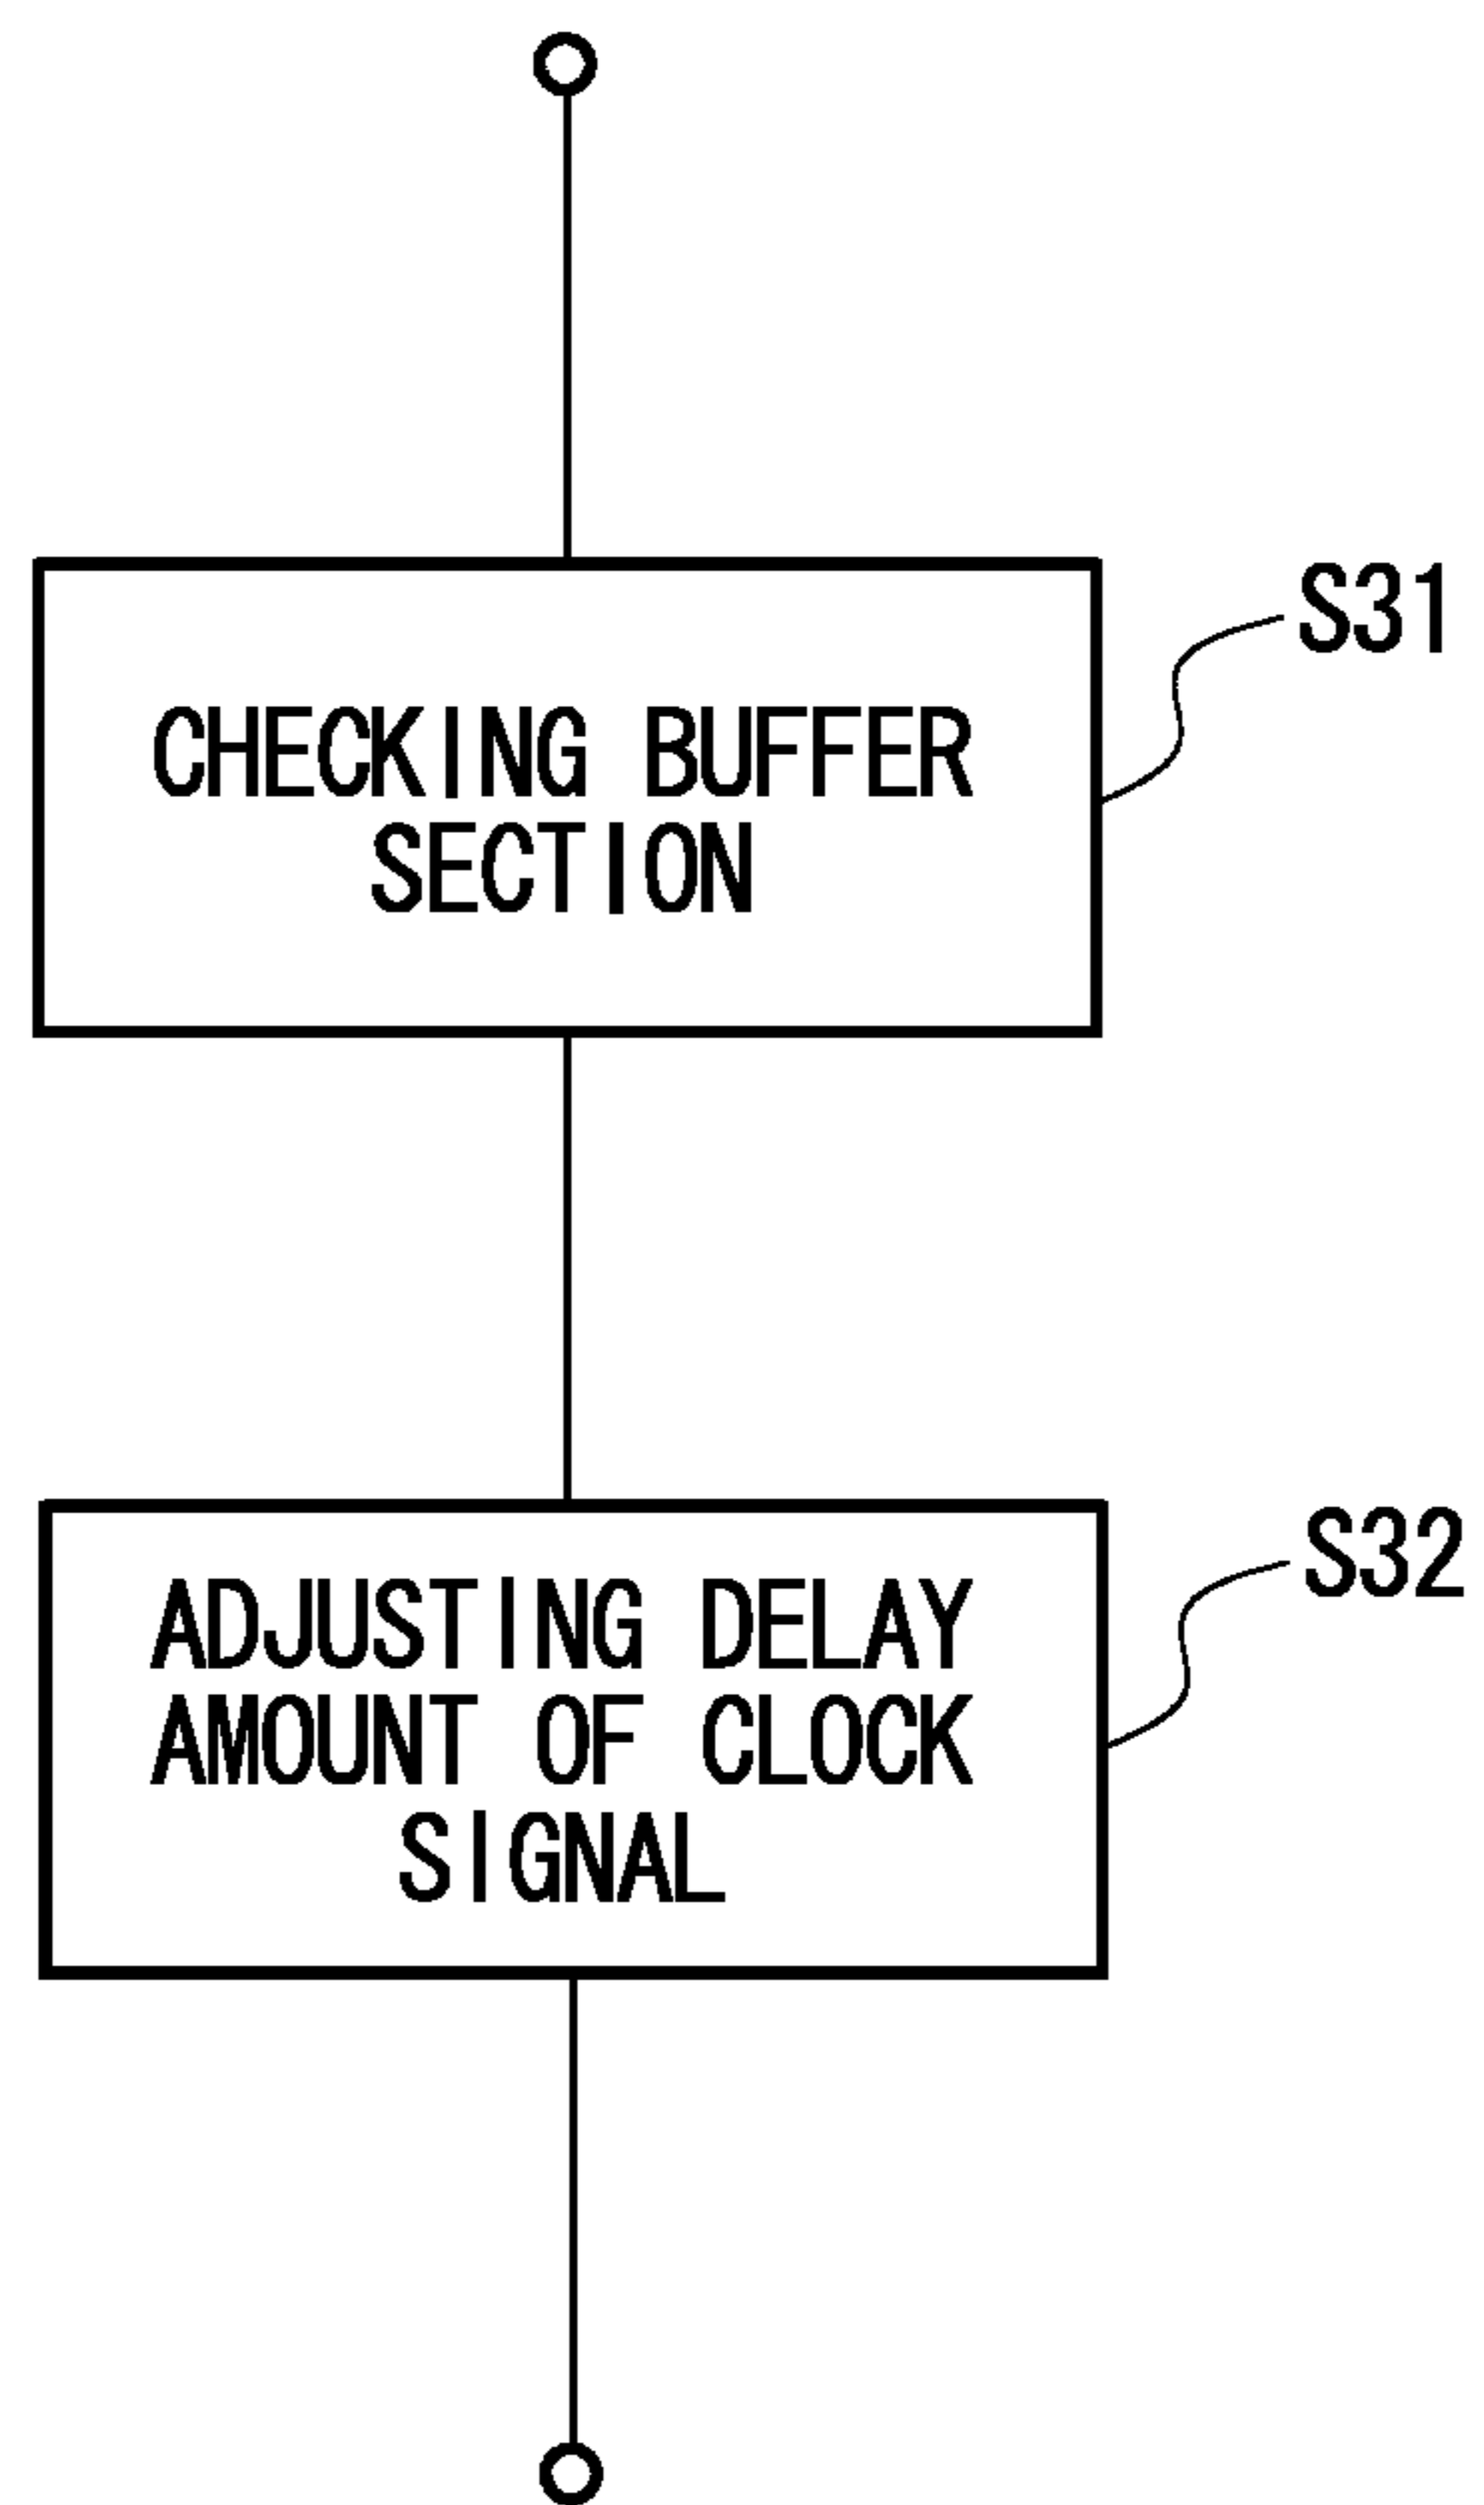 S31
CHECKING BUFFER
SECTION
S32
ADJUSTING DELAY
AMOUNT OF CLOCK
SIGNAL